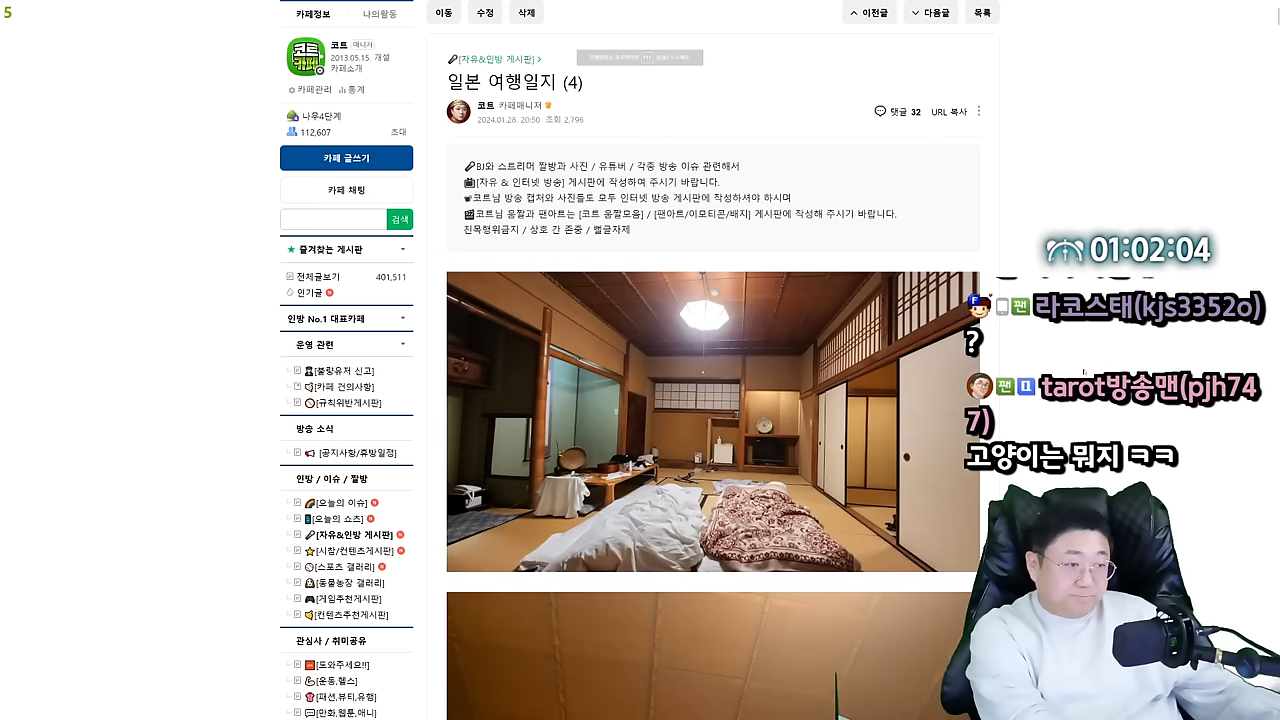 5
카페정보
나의활동
코트 매니저
2013.05.15. 개설
카페소개
카페관리 통계
나무4단계
112,607 초대
카페 글쓰기
카페 채팅
검색
즐겨찾는 게시판
전체글보기 401,511
인기글
인방 No.1 대표카페
운영 관련
[불량유저 신고]
[카페 건의사항]
[규칙위반게시판]
방송 소식
[공지사항/휴방일정]
인방 / 이슈 / 짤방
[오늘의 이슈]
[오늘의 쇼츠]
[자유&인방 게시판]
[시참/컨텐츠게시판]
[스포츠 갤러리]
[동물농장 갤러리]
[게임추천게시판]
[컨텐츠추천게시판]
관심사 / 취미공유
[도와주세요!!]
[운동,헬스]
[패션,뷰티,유행]
[만화,웹툰,애니]
이동 수정 삭제
이전글 다음글 목록
[자유&인방 게시판]
일본 여행일지 (4)
코트 카페매니저
2024.01.28. 20:50 조회 2,796
댓글 32 URL 복사
BJ와 스트리머 짤방과 사진 / 유튜버 / 각종 방송 이슈 관련해서
[자유 & 인터넷 방송] 게시판에 작성하여 주시기 바랍니다.
코트님 방송 캡처와 사진들도 모두 인터넷 방송 게시판에 작성하셔야 하시며
코트님 움짤과 팬아트는 [코트 움짤모음] / [팬아트/이모티콘/배지] 게시판에 작성해 주시기 바랍니다.
친목행위금지 / 상호 간 존중 / 뻘글자제
01:02:04
팬 라코스태(kjs3352o)
?
팬 tarot방송맨(pjh74
7)
고양이는 뭐지 ㅋㅋ